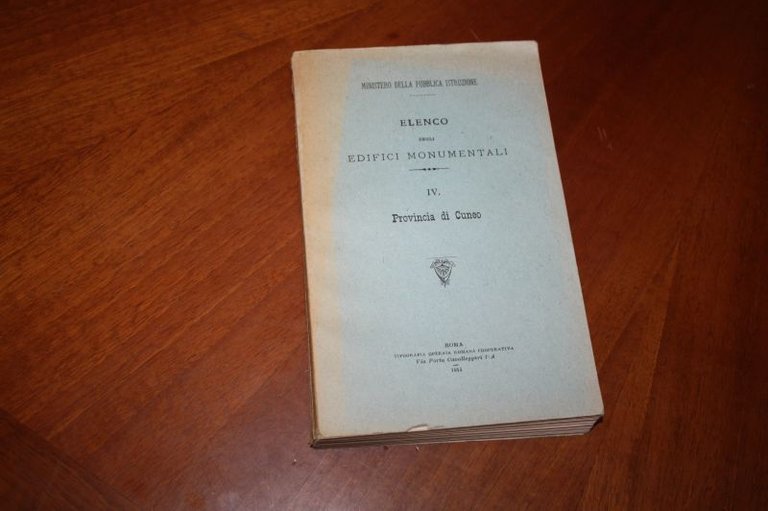 MINISTERO DELLA PUBBLICA ISTRUZIONE
ELENCO
DEGLI
EDIFICI MONUMENTALI
IV.
Provincia di Cuneo
ROMA
TIPOGRAFIA OPERAIA ROMANA COOPERATIVA
Via Porta Cavalleggeri 1-A